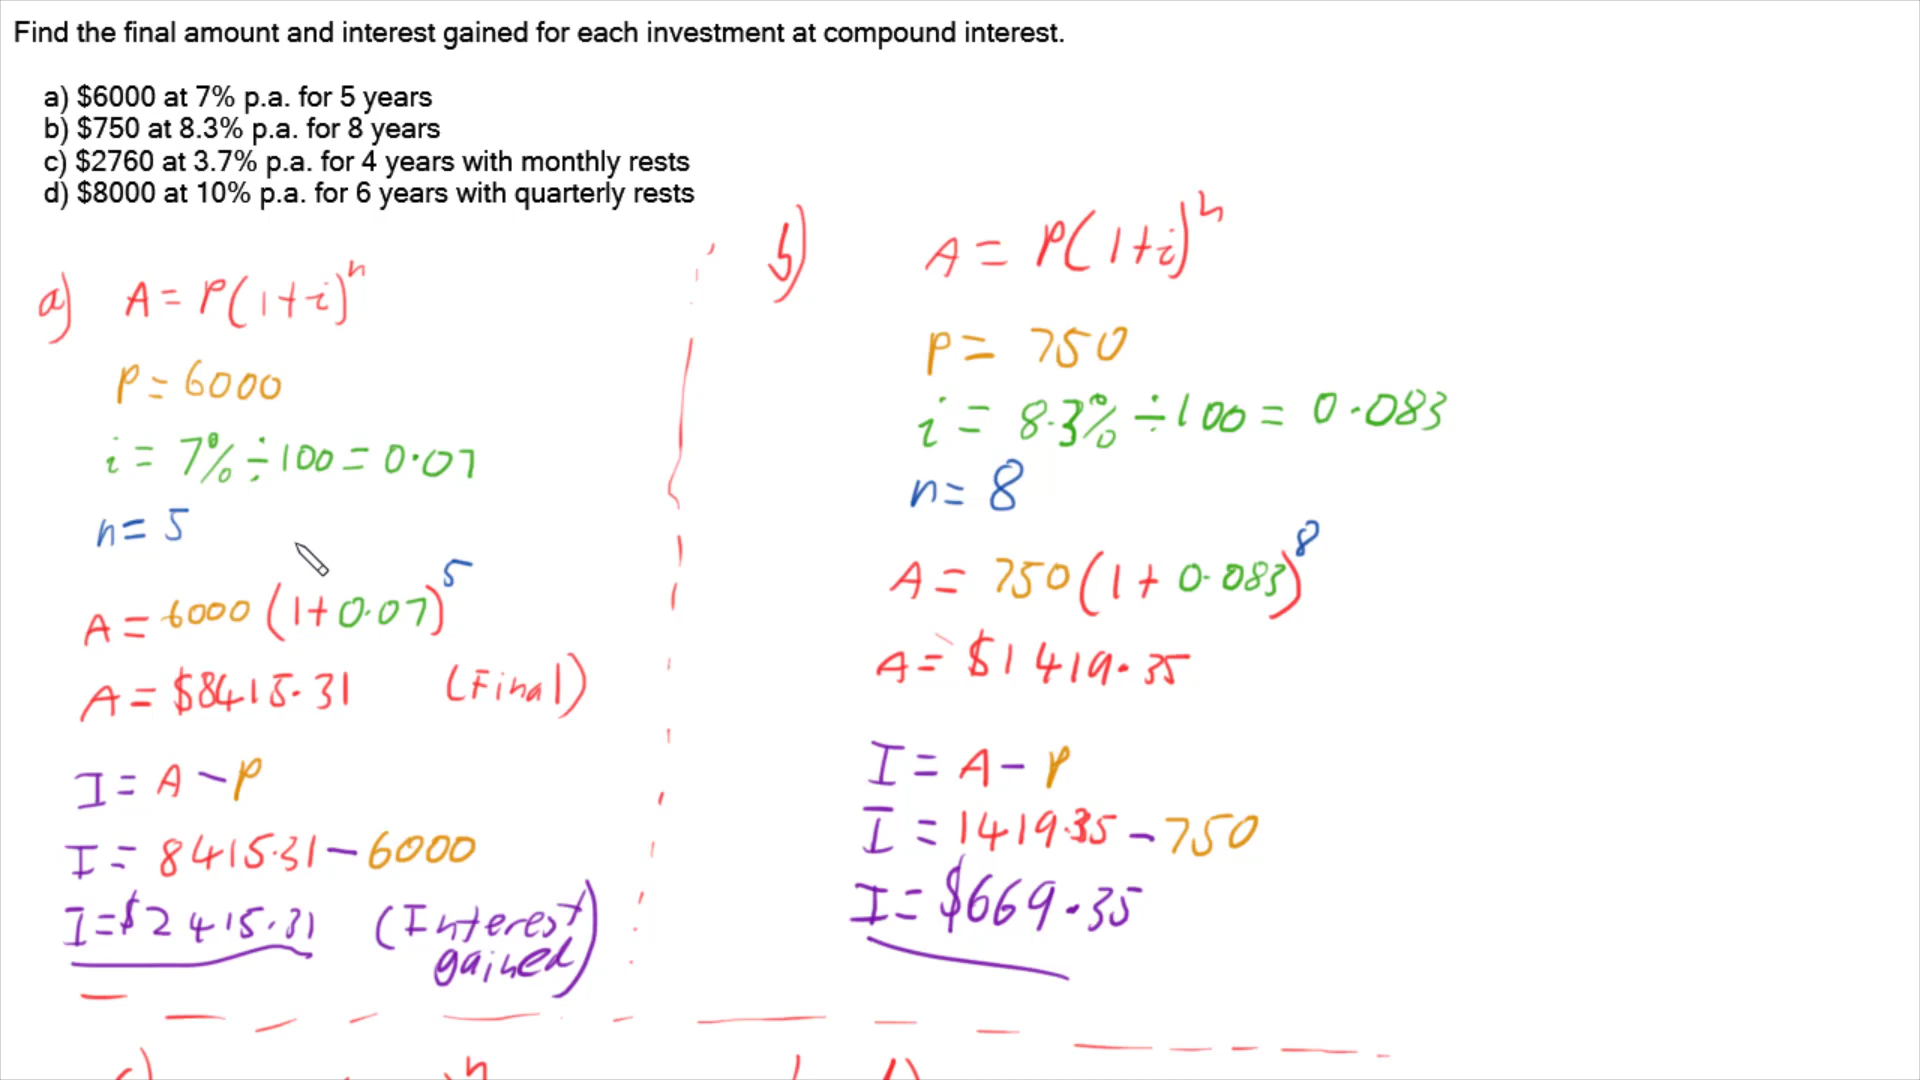 Find the final amount and interest gained for each investment at compound interest.
a) $6000 at 7% p.a. for 5 years
b) $750 at 8.3% p.a. for 8 years
c) $2760 at 3.7% p.a. for 4 years with monthly rests
d) $8000 at 10% p.a. for 6 years with quarterly rests
a) A = P(1+i)^n
P = 6000
i = 7% ÷ 100 = 0.07
n = 5
A = 6000 (1+0.07)^5
A = $8415.31 (Final)
I = A - P
I = 8415.31 - 6000
I = $2415.31 (Interest
gained)
b) A = P(1+i)^n
P = 750
i = 8.3% ÷ 100 = 0.083
n = 8
A = 750 (1 + 0.083)^8
A = $1419.35
I = A - P
I = 1419.35 - 750
I = $669.35